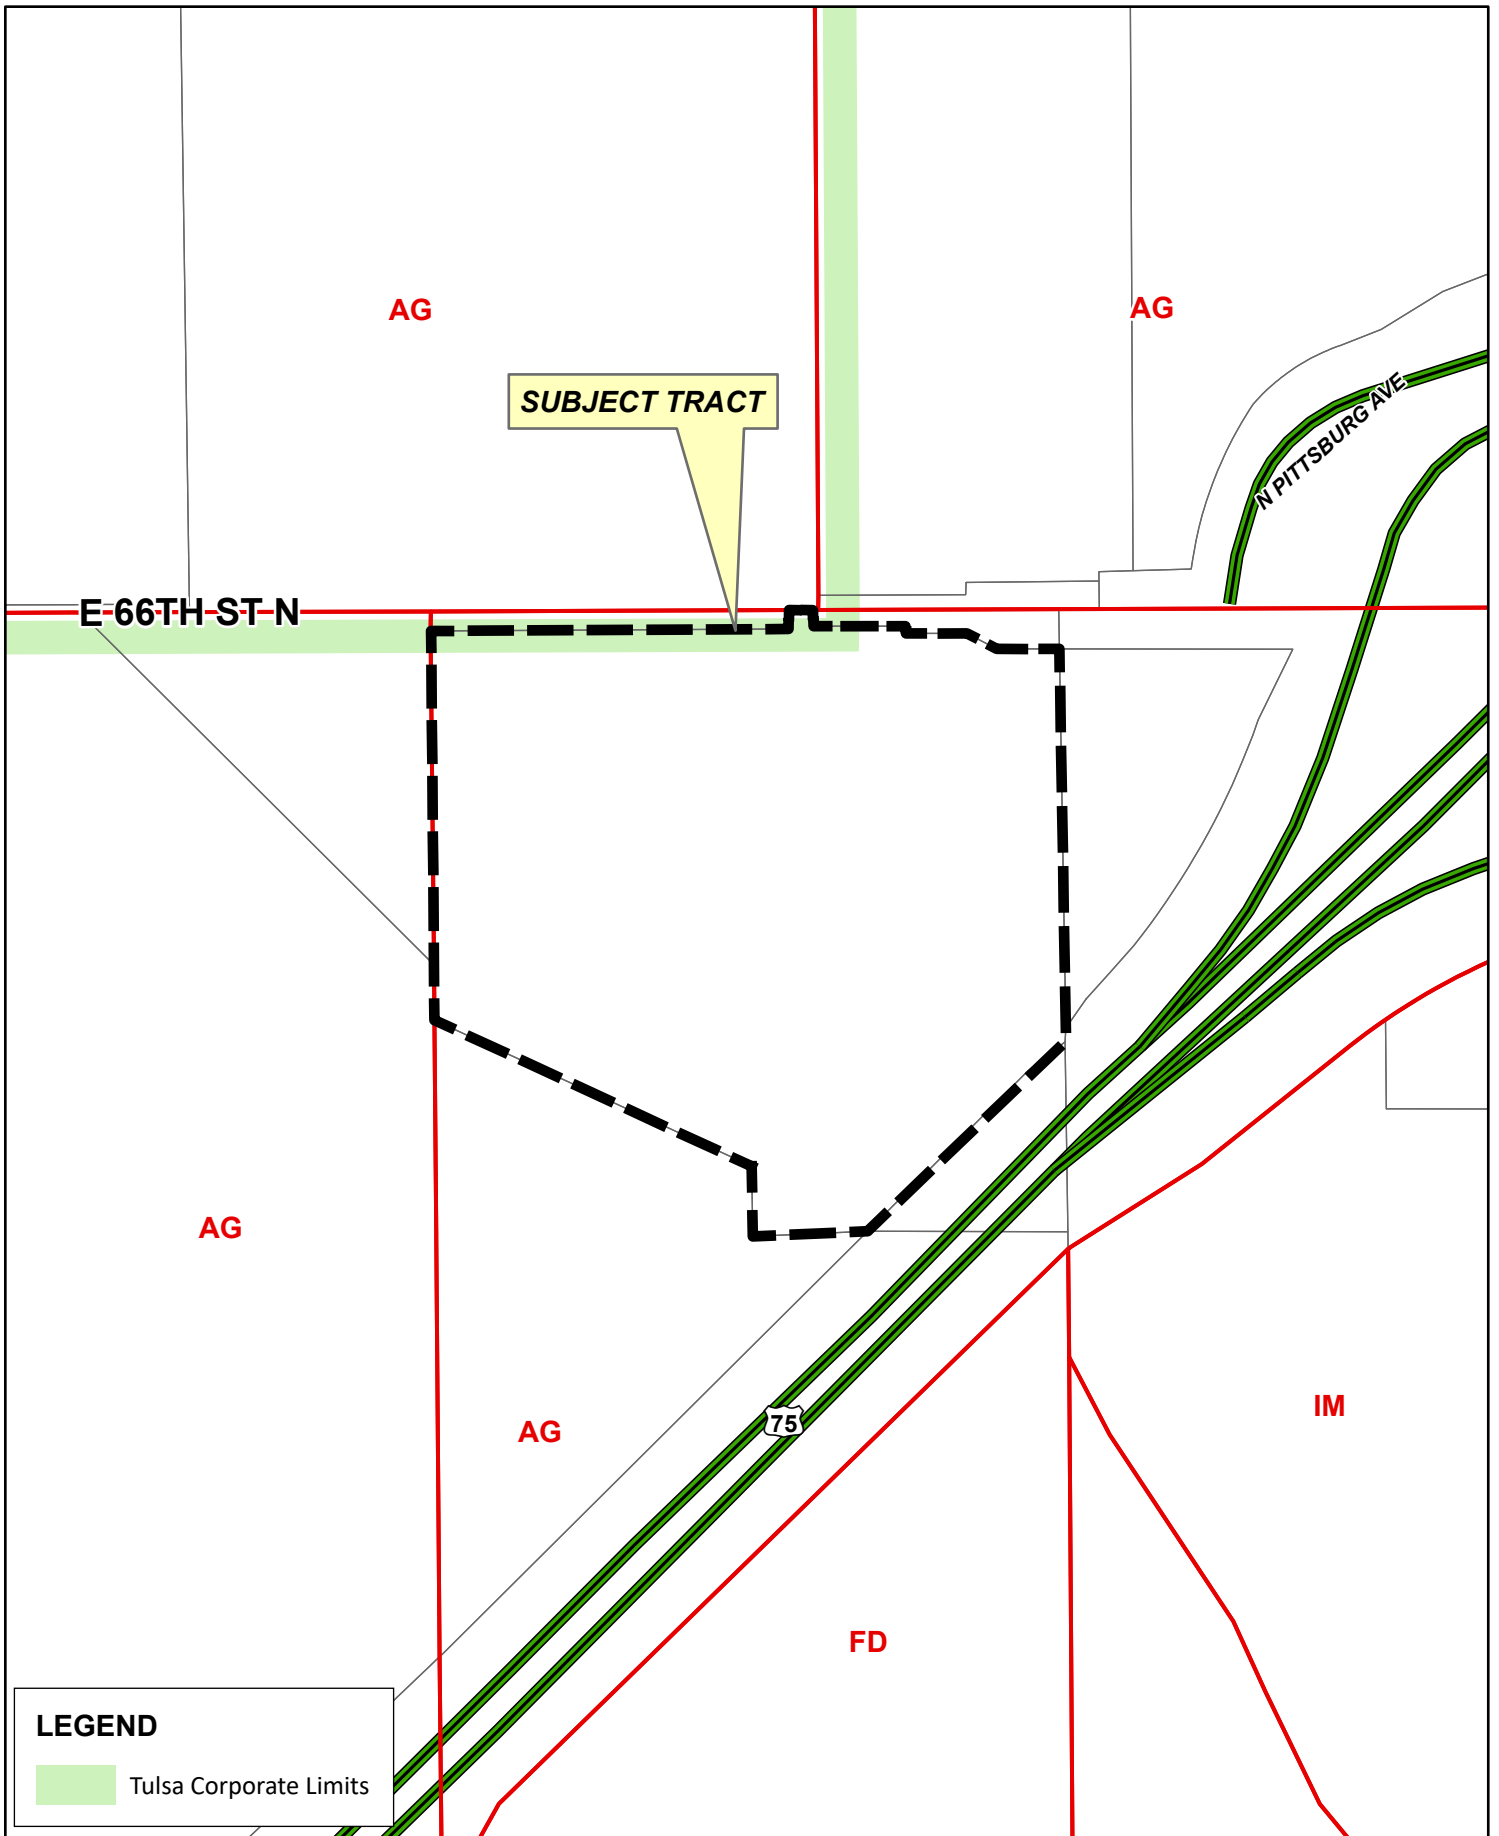 AG
AG
SUBJECT TRACT
N PITTSBURG AVE
E 66TH ST N
AG
AG
75
IM
FD
LEGEND
Tulsa Corporate Limits